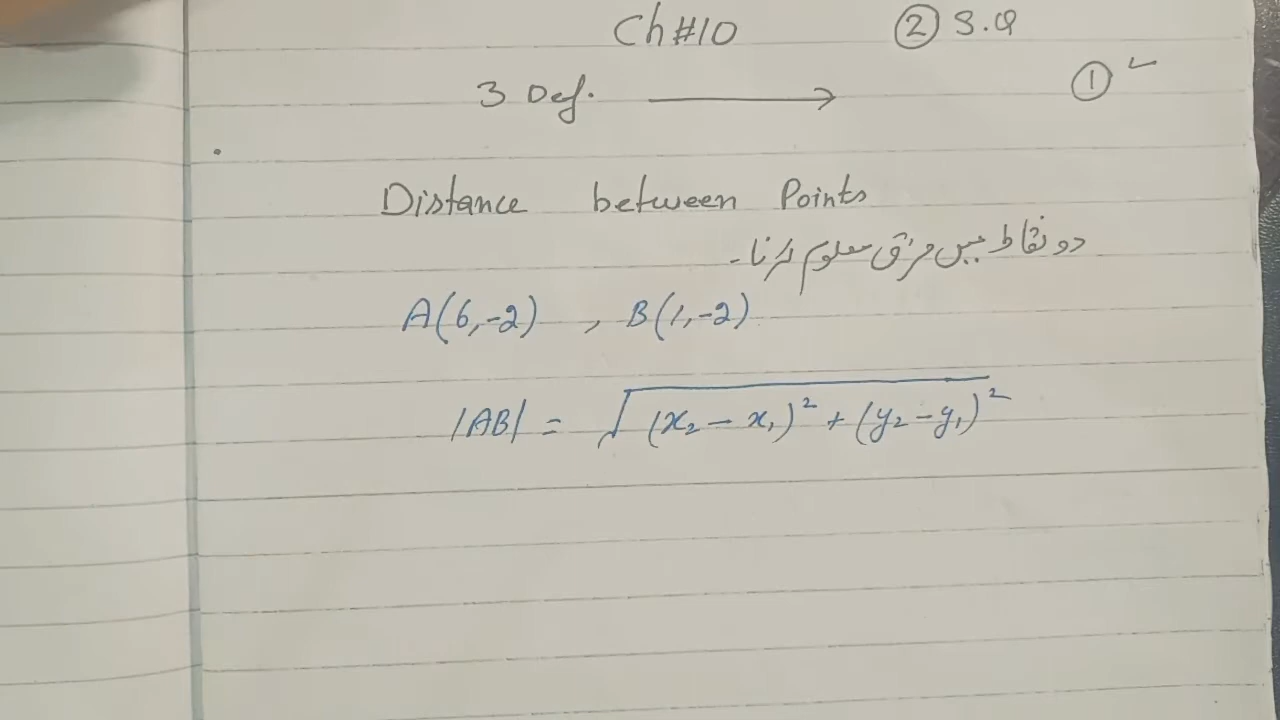 Ch#10 ② S.Q
3 Def. ⟶ ①
Distance between Points
دو نقاط میں فرق معلوم کرنا۔
A(6,-2) , B(1,-2)
|AB| = √(x₂ - x₁)² + (y₂ - y₁)²